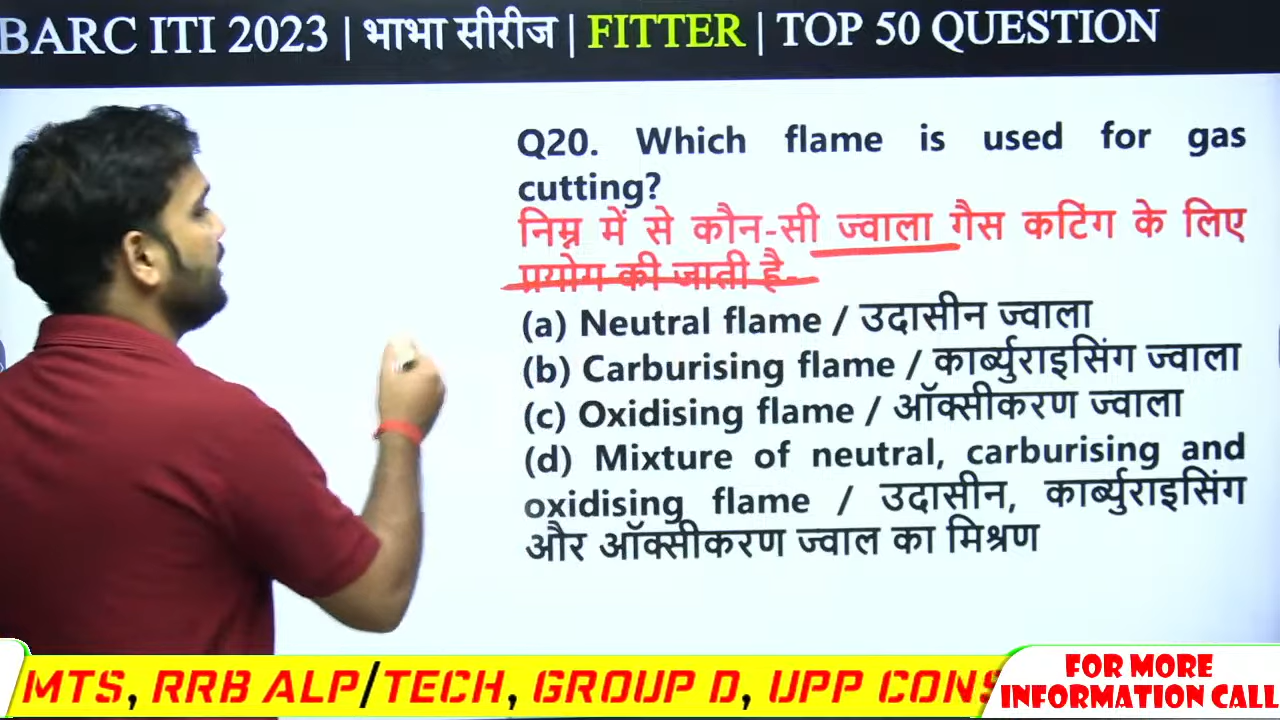 BARC ITI 2023 | भाभा सीरीज | FITTER | TOP 50 QUESTION
Q20. Which flame is used for gas
cutting?
निम्न में से कौन-सी ज्वाला गैस कटिंग के लिए
प्रयोग की जाती है-
(a) Neutral flame / उदासीन ज्वाला
(b) Carburising flame / कार्ब्युराइसिंग ज्वाला
(c) Oxidising flame / ऑक्सीकरण ज्वाला
(d) Mixture of neutral, carburising and
oxidising flame / उदासीन, कार्ब्युराइसिंग
और ऑक्सीकरण ज्वाल का मिश्रण
MTS, RRB ALP/TECH, GROUP D, UPP CONS
FOR MORE
INFORMATION CALL